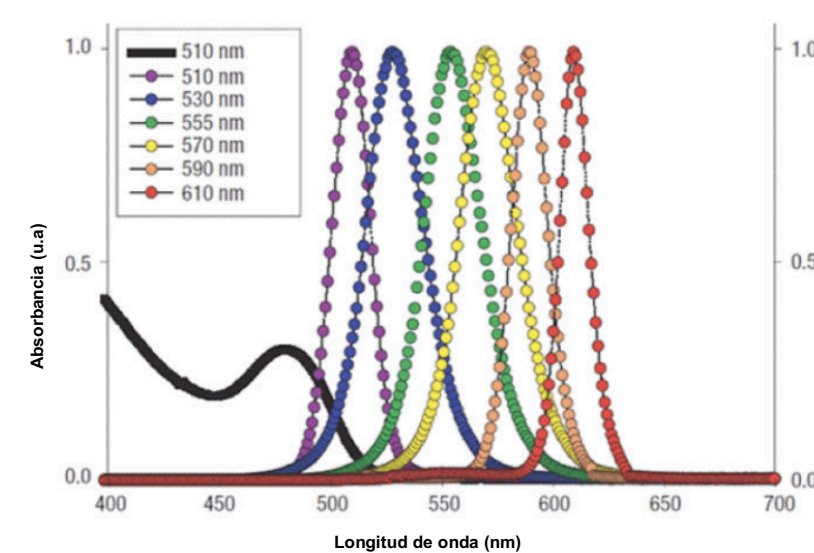 1.0
0.5
0.0
510 nm
510 nm
530 nm
555 nm
570 nm
590 nm
610 nm
1.0
0.5
0.0
400 450 500 550 600 650 700
Absorbancia (u.a)
Longitud de onda (nm)